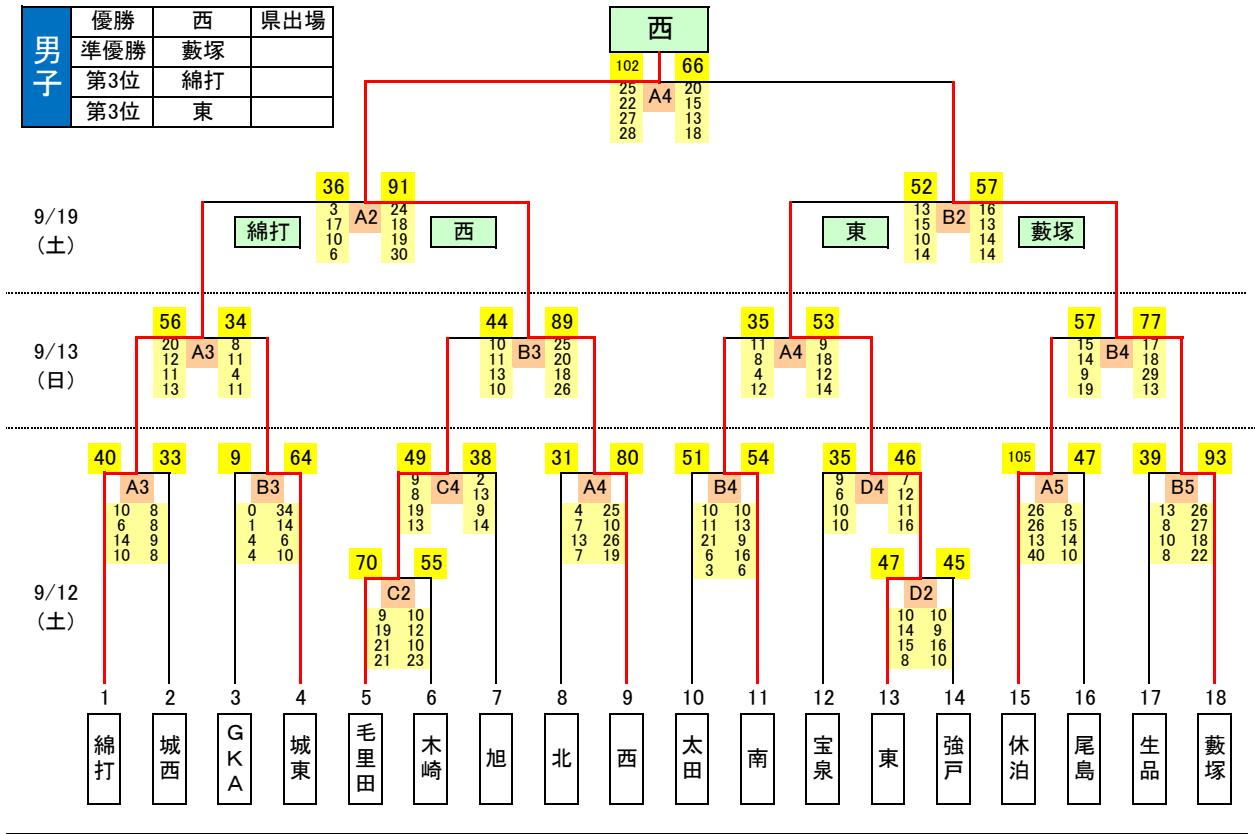 男子
優勝 西 県出場
準優勝 藪塚
第3位 綿打
第3位 東
西
102 66
25 A4 20
22 15
27 13
28 18
9/19
(土)
36 91 52 57
3 A2 24 13 B2 16
17 18 15 13
10 19 10 14
6 30 14 14
綿打 西 東 藪塚
9/13
(日)
56 34 44 89 35 53 57 77
20 A3 8 10 B3 25 11 A4 9 15 B4 17
12 11 11 20 8 18 14 18
11 4 13 18 4 12 9 29
13 11 10 26 12 14 19 13
9/12
(土)
40 33 9 64 49 38 31 80 51 54 35 46 105 47 39 93
A3 B3 C4 A4 B4 D4 A5 B5
10 8 0 34 9 2 4 25 10 10 9 7 26 8 13 26
6 8 1 14 8 13 7 10 11 13 6 12 26 15 8 27
14 9 4 6 19 9 13 26 21 9 10 11 13 14 10 18
10 8 4 10 13 14 7 19 6 16 10 16 40 10 8 22
3 6
70 55 47 45
C2 D2
9 10 10 10
19 12 14 9
21 10 15 16
21 23 8 10
1 2 3 4 5 6 7 8 9 10 11 12 13 14 15 16 17 18
綿打 城西 GKA 城東 毛里田 木崎 旭 北 西 太田 南 宝泉 東 強戸 休泊 尾島 生品 藪塚